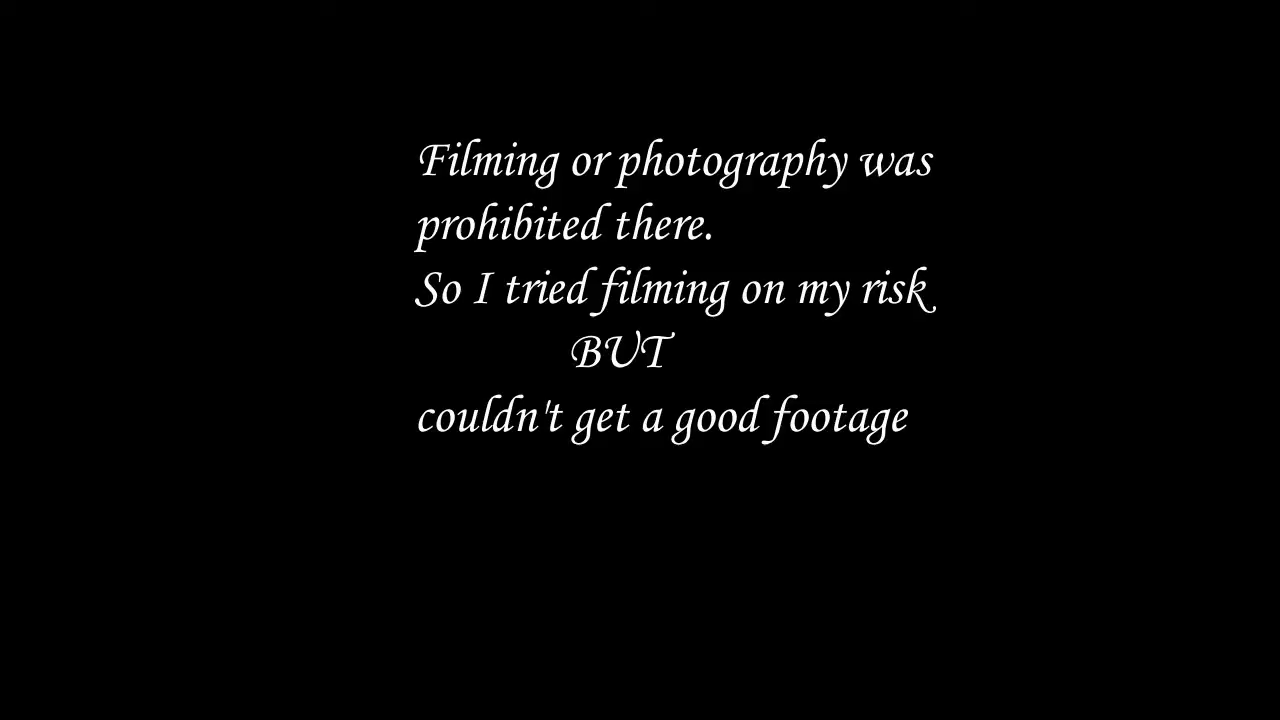 Filming or photography was
prohibited there.
So I tried filming on my risk
BUT
couldn't get a good footage